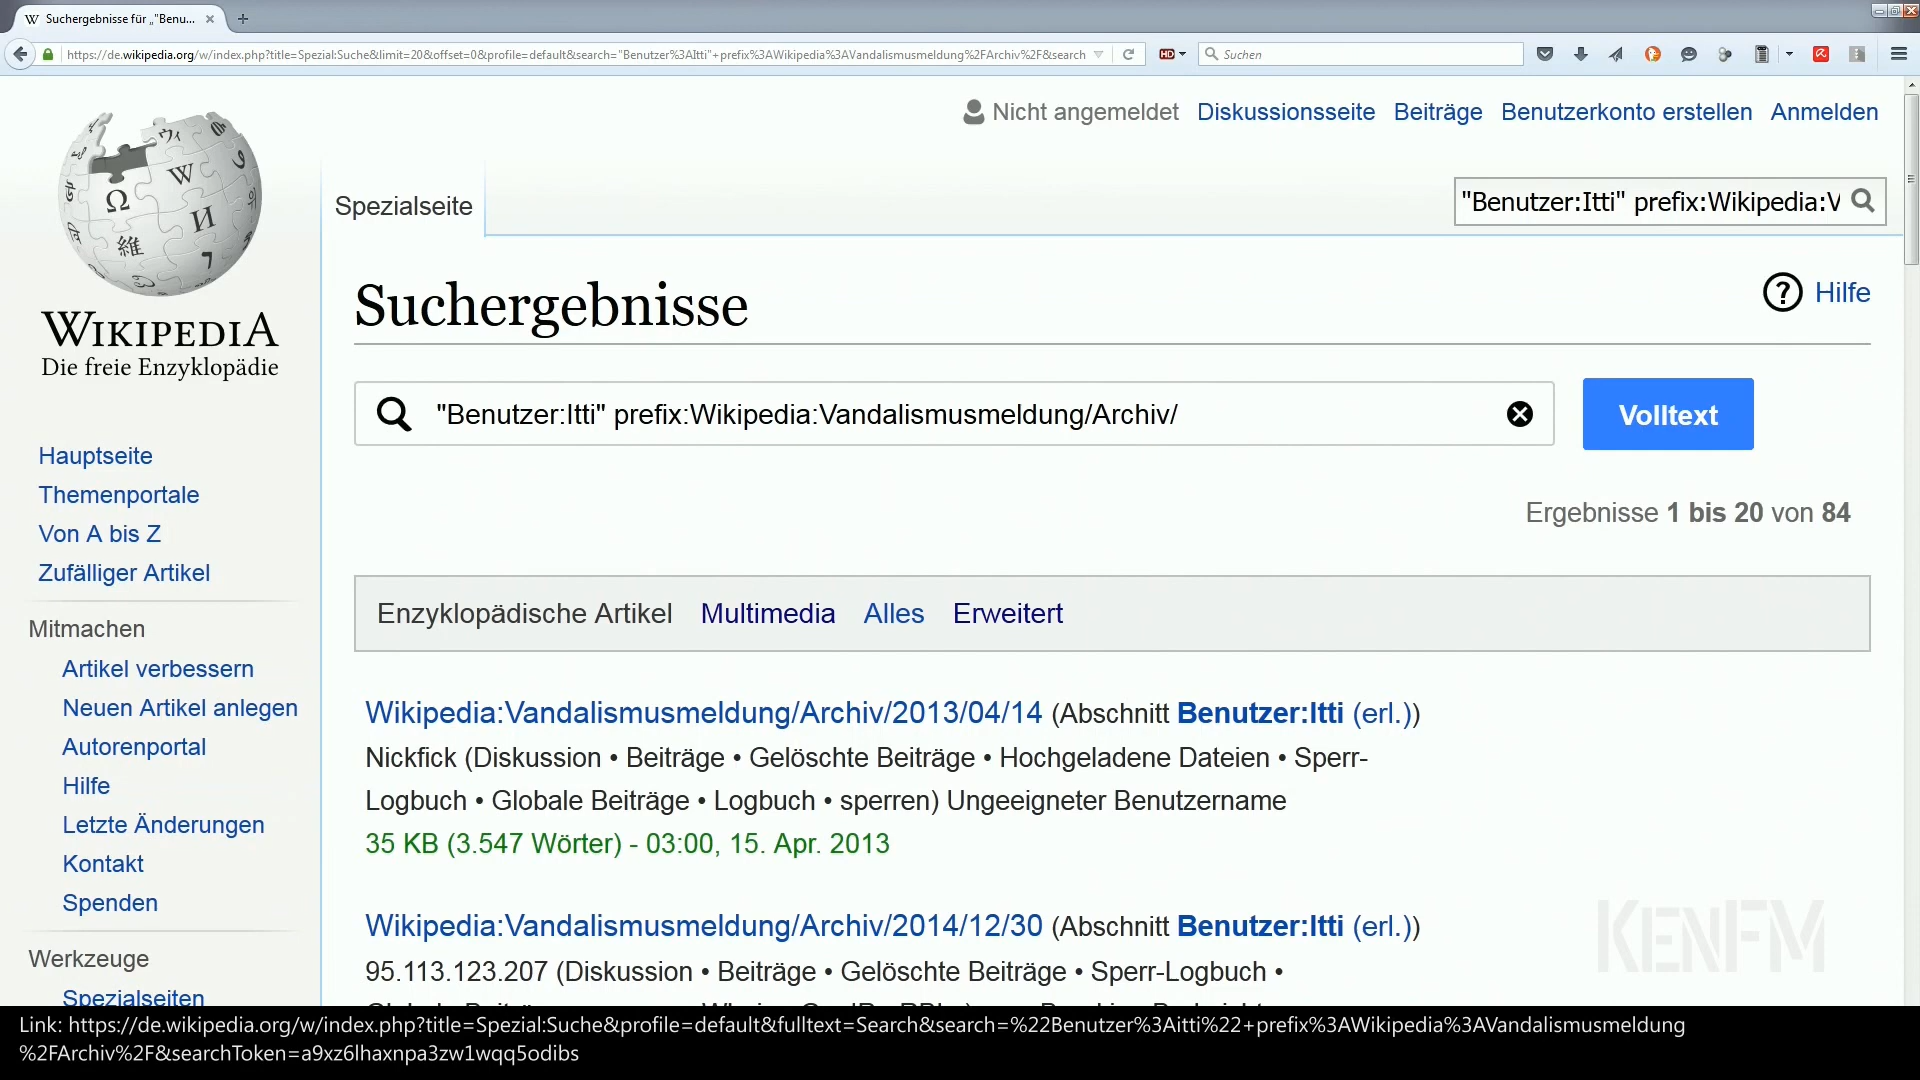 Suchergebnisse für „"Benu...
https://de.wikipedia.org/w/index.php?title=Spezial:Suche&limit=20&offset=0&profile=default&search="Benutzer%3AItti"+prefix%3AWikipedia%3AVandalismusmeldung%2FArchiv%2F&search
HD
Suchen
Nicht angemeldet Diskussionsseite Beiträge Benutzerkonto erstellen Anmelden
Spezialseite
"Benutzer:Itti" prefix:Wikipedia:V
WIKIPEDIA
Die freie Enzyklopädie
Suchergebnisse
Hilfe
"Benutzer:Itti" prefix:Wikipedia:Vandalismusmeldung/Archiv/
Volltext
Ergebnisse 1 bis 20 von 84
Hauptseite
Themenportale
Von A bis Z
Zufälliger Artikel
Mitmachen
Artikel verbessern
Neuen Artikel anlegen
Autorenportal
Hilfe
Letzte Änderungen
Kontakt
Spenden
Werkzeuge
Spezialseiten
Enzyklopädische Artikel Multimedia Alles Erweitert
Wikipedia:Vandalismusmeldung/Archiv/2013/04/14 (Abschnitt Benutzer:Itti (erl.))
Nickfick (Diskussion • Beiträge • Gelöschte Beiträge • Hochgeladene Dateien • Sperr-
Logbuch • Globale Beiträge • Logbuch • sperren) Ungeeigneter Benutzername
35 KB (3.547 Wörter) - 03:00, 15. Apr. 2013
Wikipedia:Vandalismusmeldung/Archiv/2014/12/30 (Abschnitt Benutzer:Itti (erl.))
95.113.123.207 (Diskussion • Beiträge • Gelöschte Beiträge • Sperr-Logbuch •
KENFM
Link: https://de.wikipedia.org/w/index.php?title=Spezial:Suche&profile=default&fulltext=Search&search=%22Benutzer%3Aitti%22+prefix%3AWikipedia%3AVandalismusmeldung
%2FArchiv%2F&searchToken=a9xz6lhaxnpa3zw1wqq5odibs